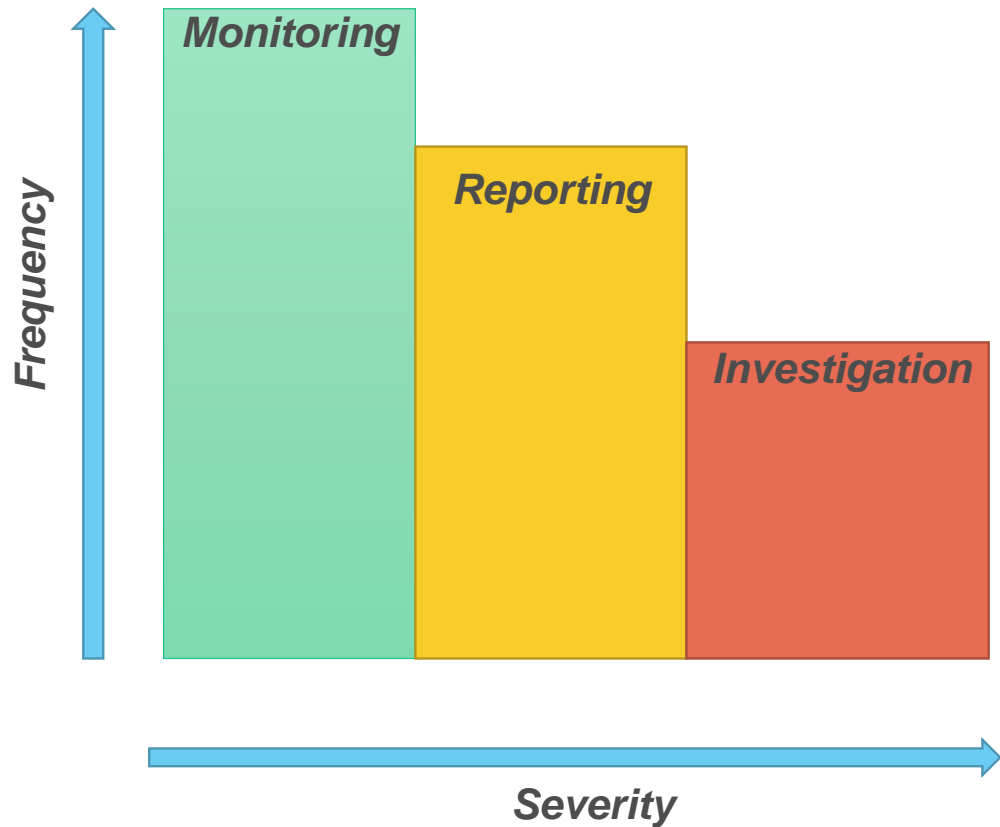 Monitoring
Reporting
Investigation
Frequency
Severity